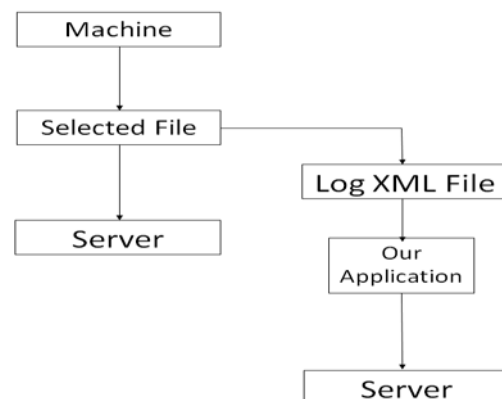 Machine
Selected File
Log XML File
Server
Our
Application
Server